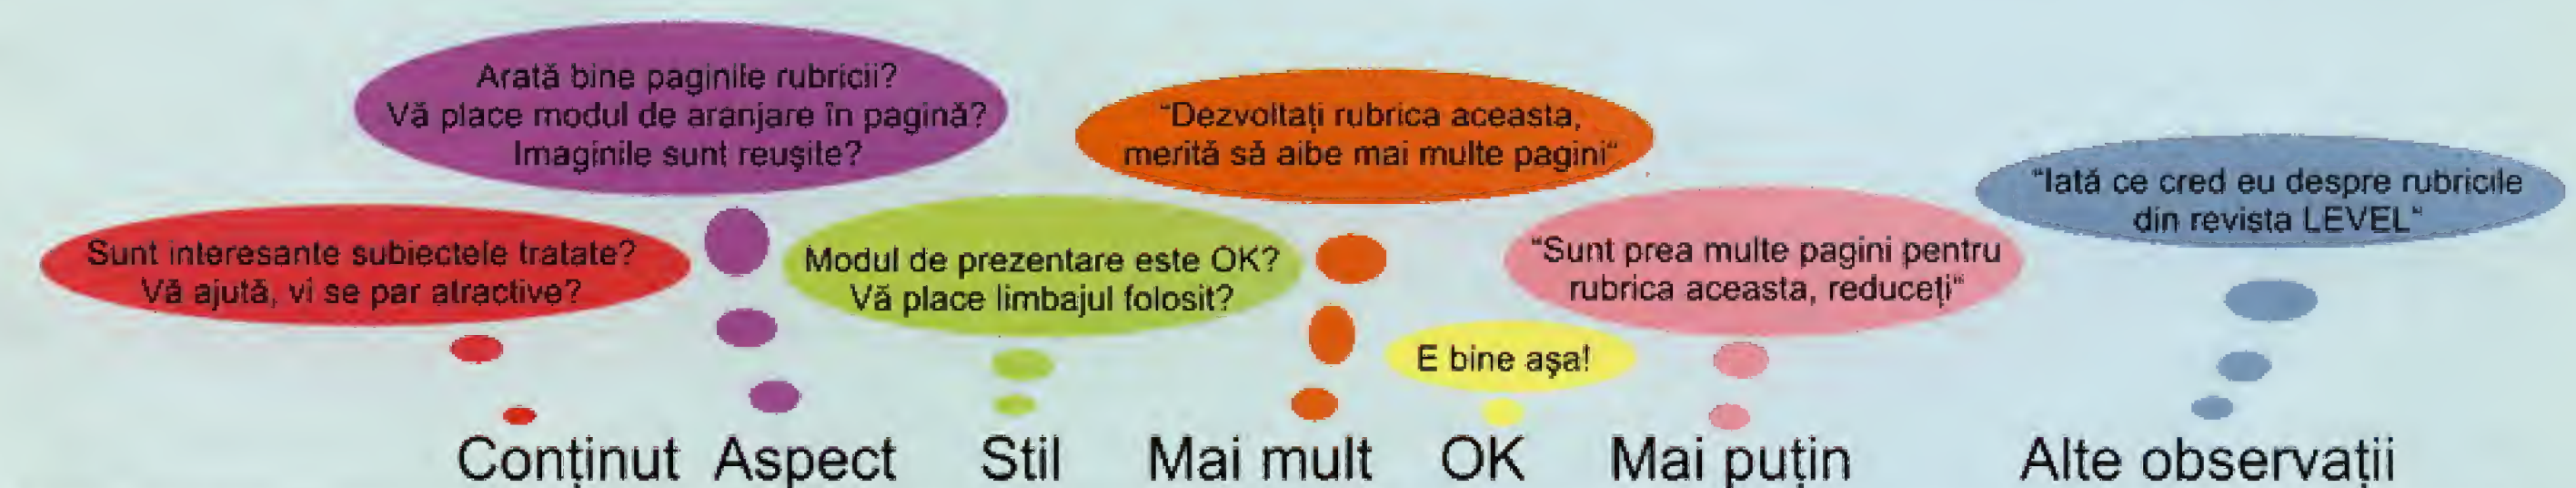 Arată bine paginile rubricii?
Vă place modul de aranjare în pagină?
Imaginile sunt reuşite?
"Dezvoltaţi rubrica aceasta,
merită să aibe mai multe pagini"
"Iată ce cred eu despre rubricile
din revista LEVEL"
Sunt interesante subiectele tratate?
Vă ajută, vi se par atractive?
Modul de prezentare este OK?
Vă place limbajul folosit?
"Sunt prea multe pagini pentru
rubrica aceasta, reduceţi"
E bine aşa!
Conţinut Aspect Stil Mai mult OK Mai puţin Alte observaţii